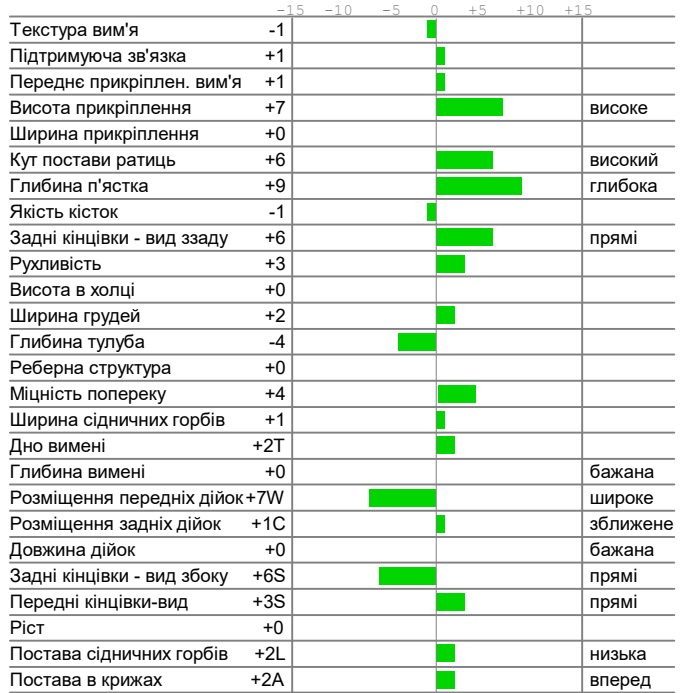 -15 -10 -5 0 +5 +10 +15
Текстура вим'я -1
Підтримуюча зв'язка +1
Переднє прикріплен. вим'я +1
Висота прикріплення +7 високе
Ширина прикріплення +0
Кут постави ратиць +6 високий
Глибина п'ястка +9 глибока
Якість кісток -1
Задні кінцівки - вид ззаду +6 прямі
Рухливість +3
Висота в холці +0
Ширина грудей +2
Глибина тулуба -4
Реберна структура +0
Міцність попереку +4
Ширина сідничних горбів +1
Дно вимені +2T
Глибина вимені +0 бажана
Розміщення передніх дійок +7W широке
Розміщення задніх дійок +1C зближене
Довжина дійок +0 бажана
Задні кінцівки - вид збоку +6S прямі
Передні кінцівки-вид +3S прямі
Ріст +0
Постава сідничних горбів +2L низька
Постава в крижах +2A вперед